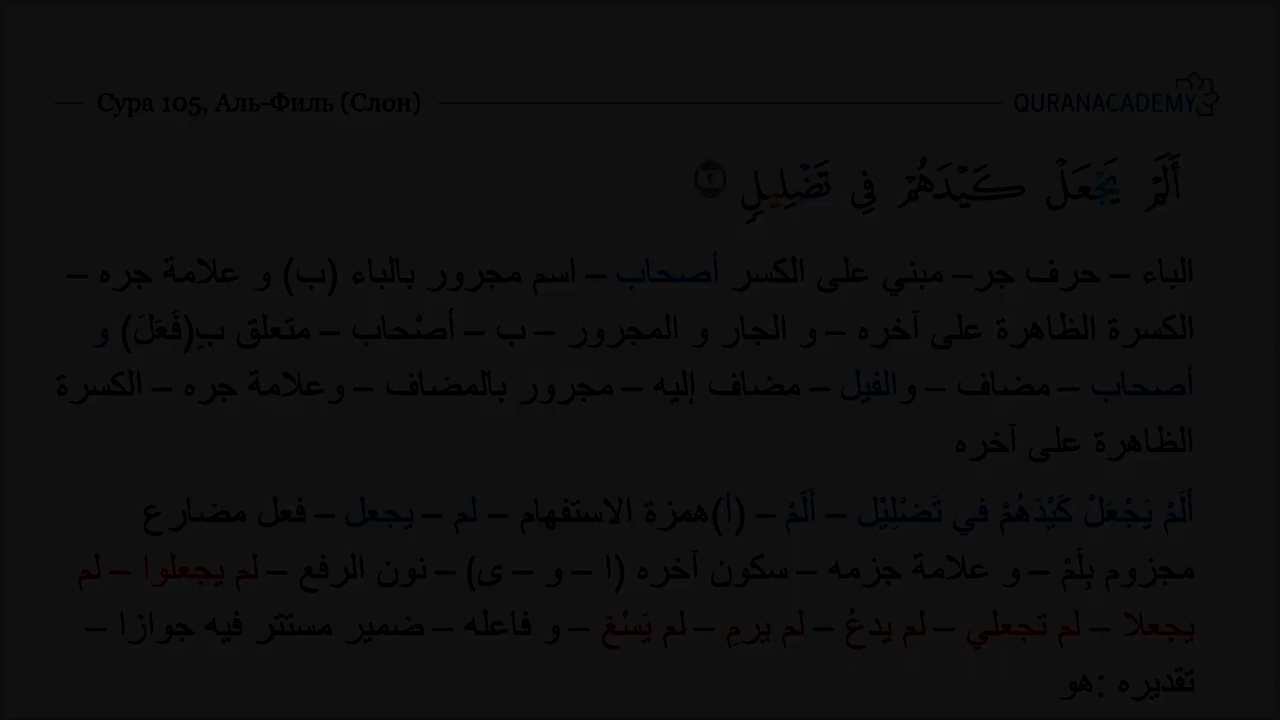 Сура 105, Аль-Филь (Слон)
QURANACADEMY
أَلَمْ يَجْعَلْ كَيْدَهُمْ فِي تَضْلِيلٍ ٢
الباء – حرف جر– مبني على الكسر أصحاب – اسم مجرور بالباء (ب) و علامة جره –
الكسرة الظاهرة على آخره – و الجار و المجرور – ب – أصْحاب – متعلق بِ(فَعَلَ) و
أصحاب – مضاف – والفيل – مضاف إليه – مجرور بالمضاف – وعلامة جره – الكسرة
الظاهرة على آخره
أَلَمْ يَجْعَلْ كَيْدَهُمْ في تَضْلِيْلٍ – أَلَمْ – (أ)همزة الاستفهام – لم – يجعل – فعل مضارع
مجزوم بِلَمْ – و علامة جزمه – سكون آخره (ا – و – ى) – نون الرفع – لم يجعلوا – لم
يجعلا – لم تجعلي – لم يدعُ – لم يرمِ – لم يَسْعَ – و فاعله – ضمير مستتر فيه جوازا –
تقديره :هو